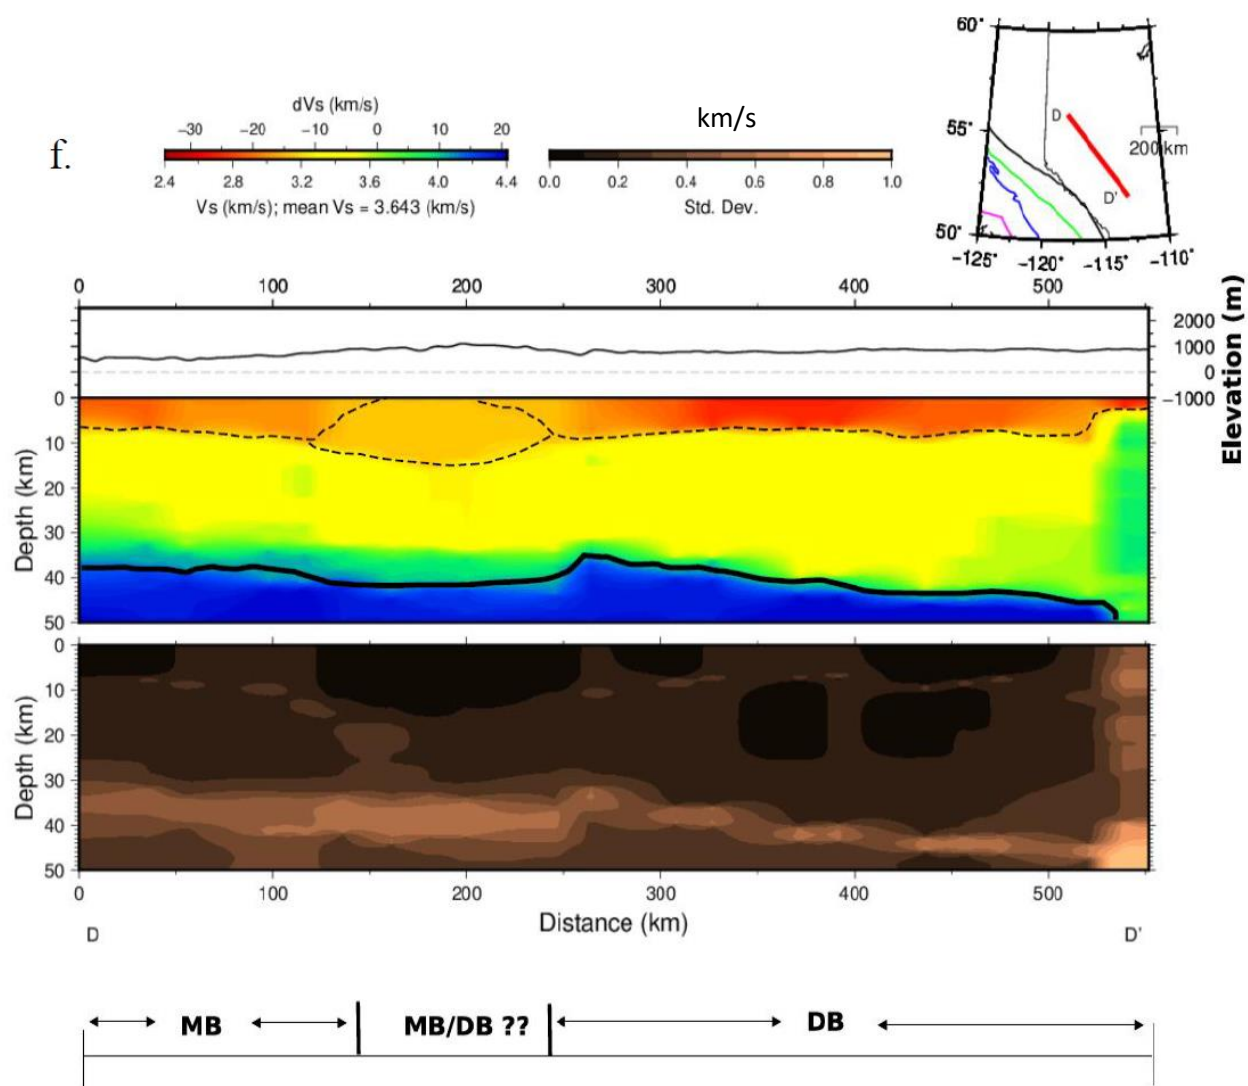 60°
dVs (km/s)
−30 −20 −10 0 10 20
km/s
D
55°
200 km
f.
2.4 2.8 3.2 3.6 4.0 4.4
0.0 0.2 0.4 0.6 0.8 1.0
Vs (km/s); mean Vs = 3.643 (km/s)
Std. Dev.
D'
50°
−125° −120° −115° −110°
0 100 200 300 400 500
2000
1000
0
−1000
Elevation (m)
0
10
20
30
40
50
Depth (km)
0
10
20
30
40
50
Depth (km)
0 100 200 300 400 500
Distance (km)
D D'
MB MB/DB ?? DB